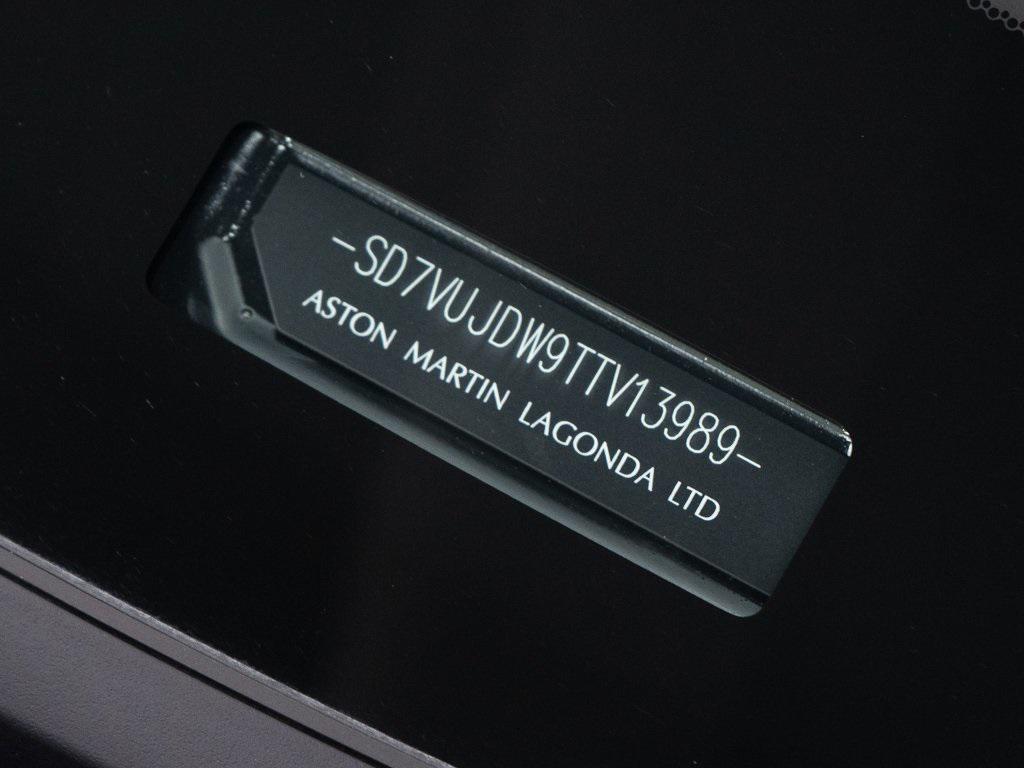 -SD7VUJDW9TTV13989-
ASTON MARTIN LAGONDA LTD